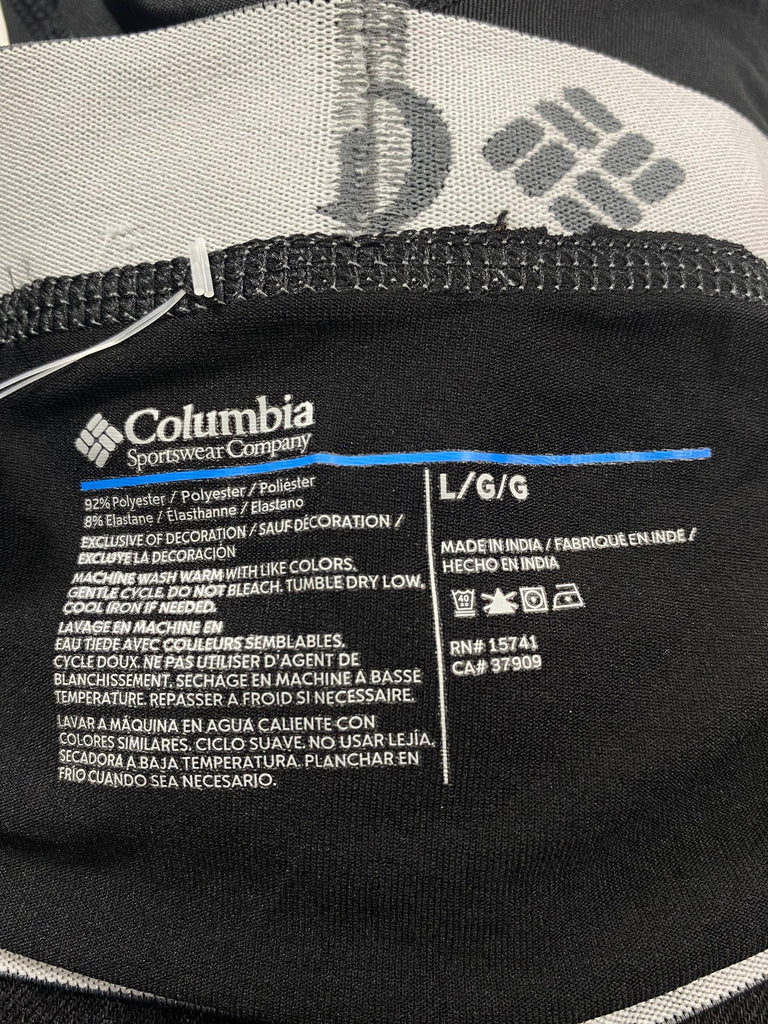 Columbia
Sportswear Company
92% Polyester / Polyester / Poliéster
8% Elastane / Élasthanne / Elastano
EXCLUSIVE OF DECORATION / SAUF DÉCORATION /
EXCLUYE LA DECORACIÓN
MACHINE WASH WARM WITH LIKE COLORS.
GENTLE CYCLE. DO NOT BLEACH. TUMBLE DRY LOW.
COOL IRON IF NEEDED.
LAVAGE EN MACHINE EN
EAU TIEDE AVEC COULEURS SEMBLABLES.
CYCLE DOUX. NE PAS UTILISER D'AGENT DE
BLANCHISSEMENT. SECHAGE EN MACHINE A BASSE
TEMPERATURE. REPASSER A FROID SI NECESSAIRE.
LAVAR A MÁQUINA EN AGUA CALIENTE CON
COLORES SIMILARES. CICLO SUAVE. NO USAR LEJÍA.
SECADORA A BAJA TEMPERATURA. PLANCHAR EN
FRÍO CUANDO SEA NECESARIO.
L/G/G
MADE IN INDIA / FABRIQUÉ EN INDE /
HECHO EN INDIA
40
RN# 15741
CA# 37909